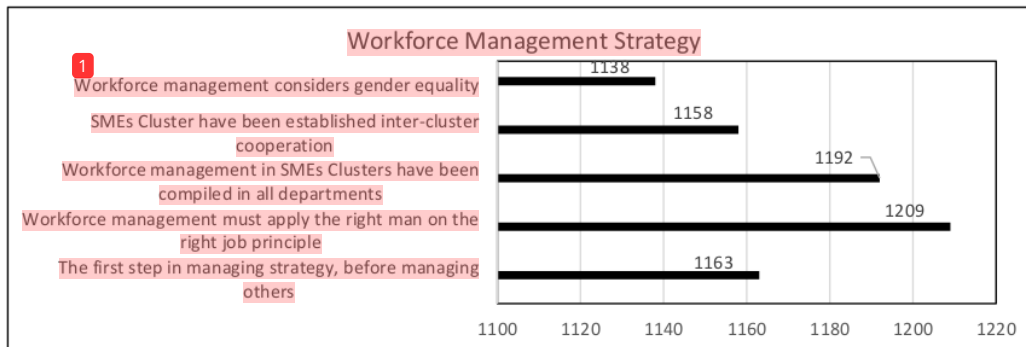 Workforce Management Strategy
1
1138
Workforce management considers gender equality
SMEs Cluster have been established inter-cluster
cooperation
1158
Workforce management in SMEs Clusters have been
compiled in all departments
1192
Workforce management must apply the right man on the
right job principle
1209
The first step in managing strategy, before managing
others
1163
1100 1120 1140 1160 1180 1200 1220